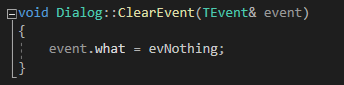 void Dialog::ClearEvent(TEvent& event)
{
    event.what = evNothing;
}